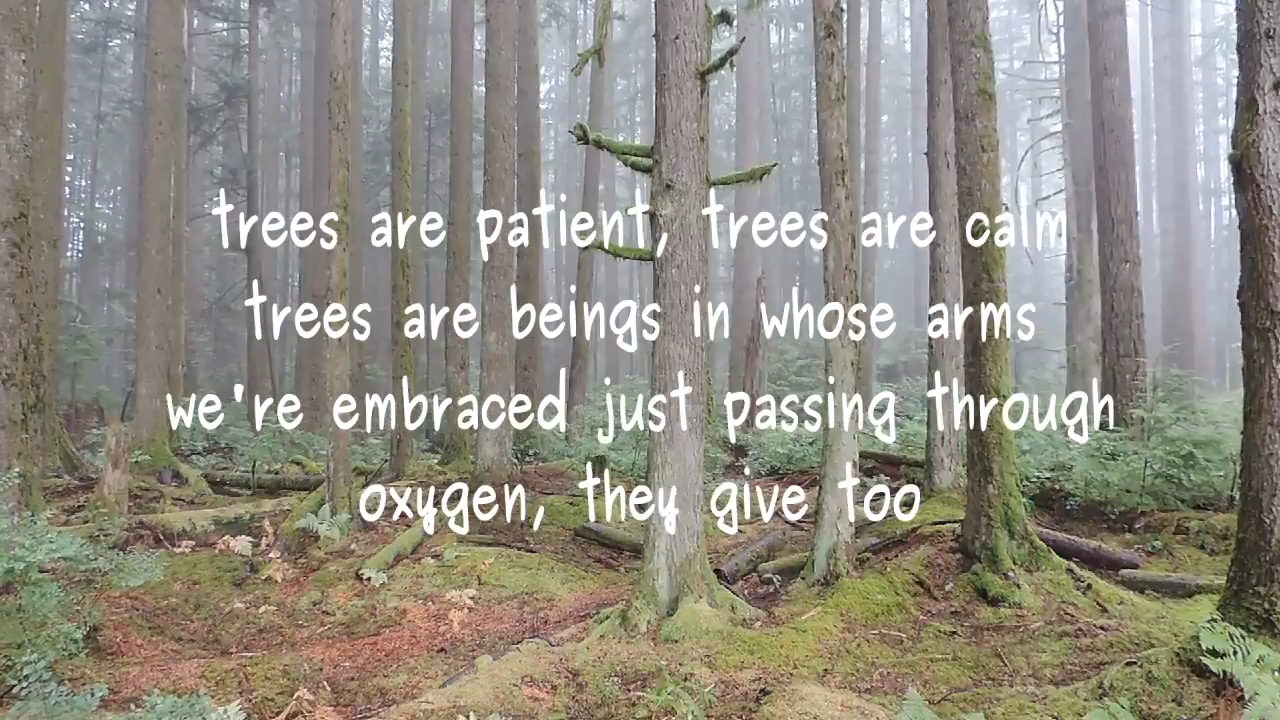 trees are patient, trees are calm
trees are beings in whose arms
we're embraced just passing through
oxygen, they give too